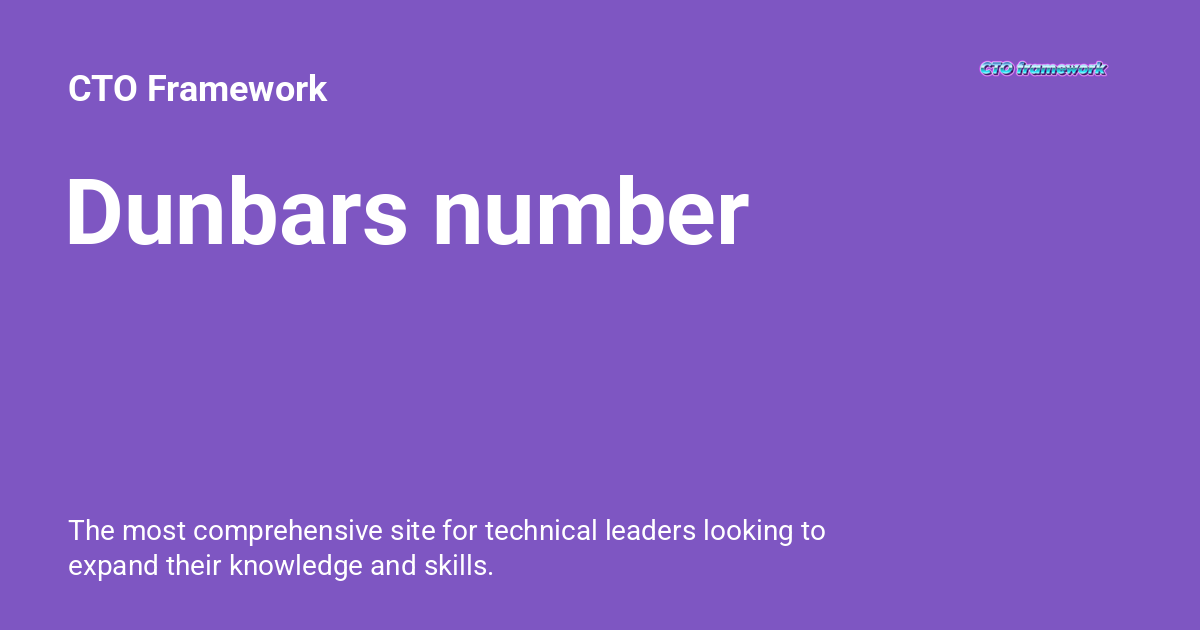 CTO Framework
CTO framework
Dunbars number
The most comprehensive site for technical leaders looking to
expand their knowledge and skills.